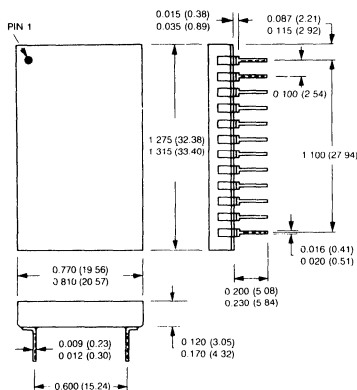 PIN 1
0.015 (0.38)
0.035 (0.89)
0.087 (2.21)
0.115 (2.92)
0.100 (2.54)
1 275 (32.38)
1 315 (33.40)
1 100 (27 94)
0.016 (0.41)
0.020 (0.51)
0.200 (5.08)
0.230 (5 84)
0.770 (19 56)
0 810 (20 57)
0.009 (0 23)
0 012 (0 30)
0 120 (3 05)
0 170 (4 32)
0 600 (15 24)